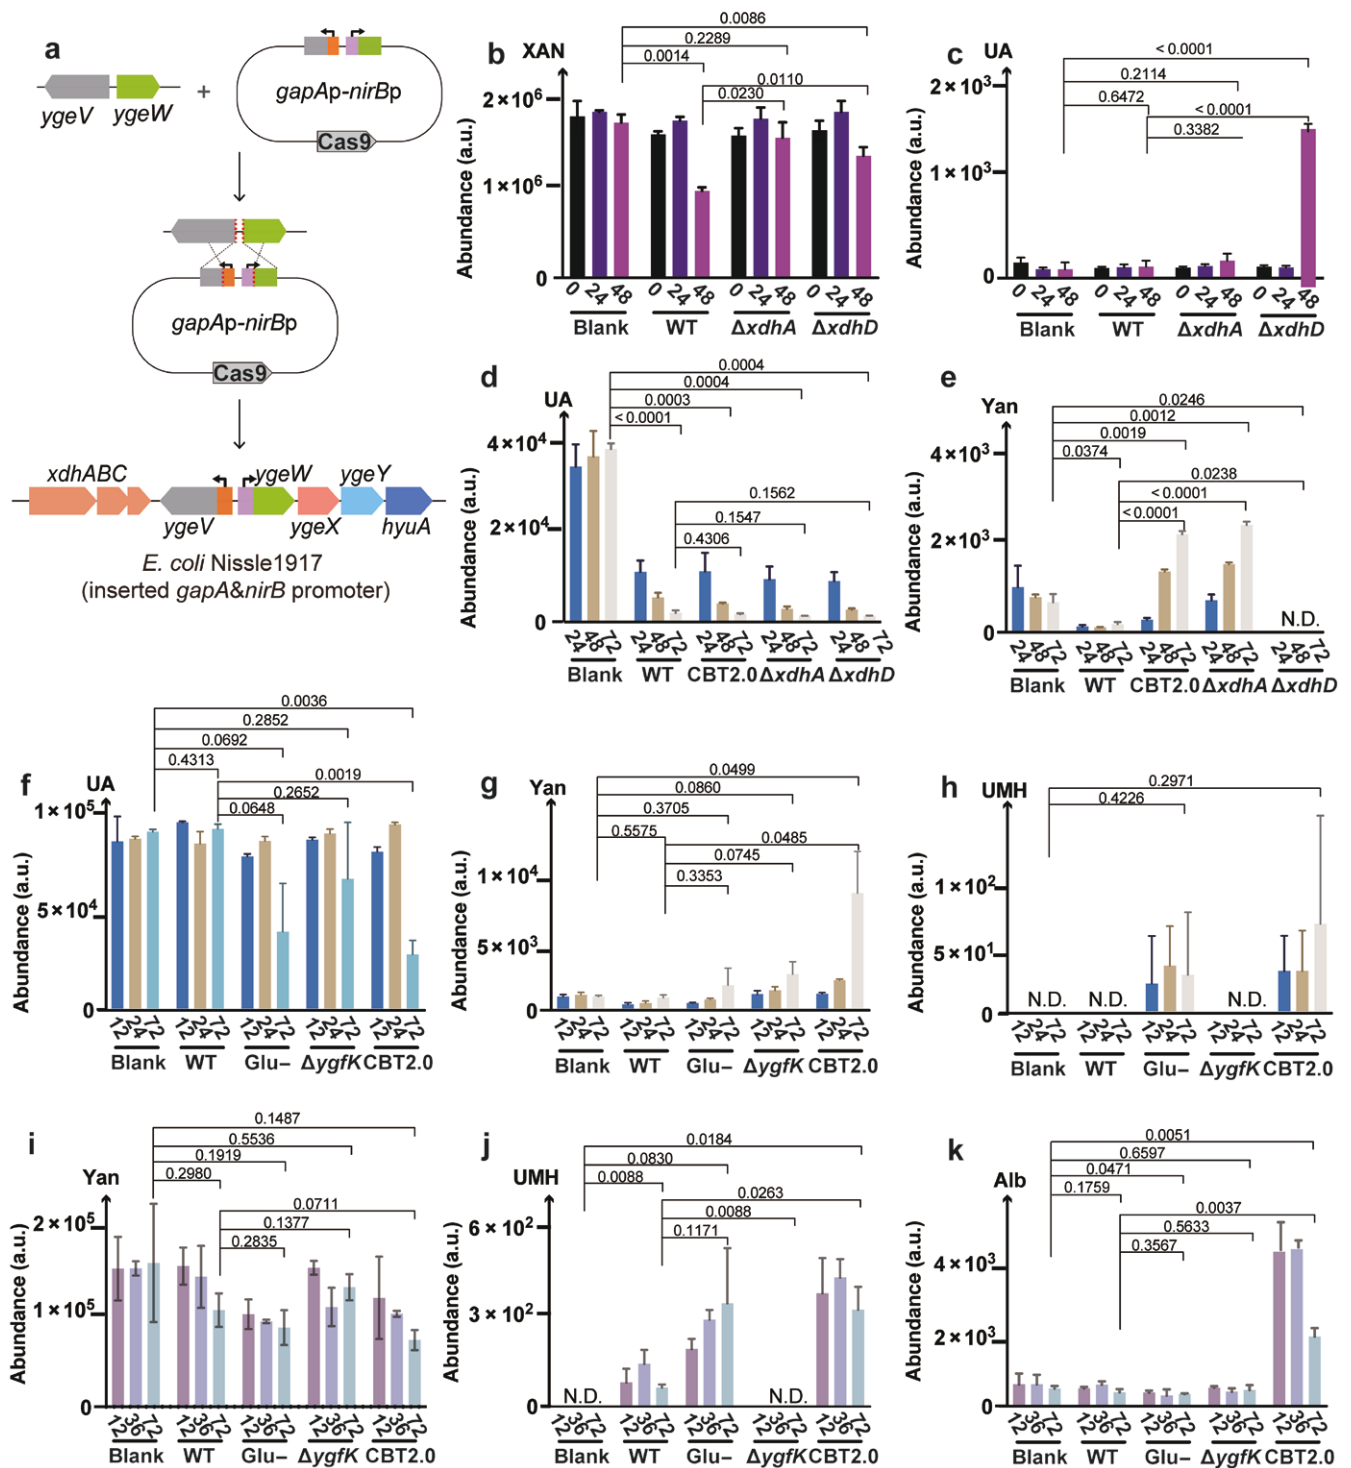 a
ygeV
ygeW
+
gapAp-nirBp
Cas9
gapAp-nirBp
Cas9
xdhABC
ygeW
ygeY
ygeV
ygeX
hyuA
E. coli Nissle1917
(inserted gapA&nirB promoter)
b
XAN
0.0086
0.2289
0.0014
0.0110
0.0230
Abundance (a.u.)
2×10⁶
1×10⁶
0
0 24 48 0 24 48 0 24 48 0 24 48
Blank WT ΔxdhA ΔxdhD
c
UA
< 0.0001
0.2114
0.6472
< 0.0001
0.3382
Abundance (a.u.)
2×10³
1×10³
0
0 24 48 0 24 48 0 24 48 0 24 48
Blank WT ΔxdhA ΔxdhD
d
UA
0.0004
0.0004
0.0003
< 0.0001
0.1562
0.1547
0.4306
Abundance (a.u.)
4×10⁴
2×10⁴
0
24 48 72 24 48 72 24 48 72 24 48 72 24 48 72
Blank WT CBT2.0 ΔxdhA ΔxdhD
e
Yan
0.0246
0.0012
0.0019
0.0374
0.0238
< 0.0001
< 0.0001
Abundance (a.u.)
4×10³
2×10³
0
N.D.
24 48 72 24 48 72 24 48 72 24 48 72 24 48 72
Blank WT CBT2.0 ΔxdhA ΔxdhD
f
UA
0.0036
0.2852
0.0692
0.4313
0.0019
0.2652
0.0648
Abundance (a.u.)
1×10⁵
5×10⁴
0
12 24 72 12 24 72 12 24 72 12 24 72 12 24 72
Blank WT Glu– ΔygfK CBT2.0
g
Yan
0.0499
0.0860
0.3705
0.5575
0.0485
0.0745
0.3353
Abundance (a.u.)
1×10⁴
5×10³
0
12 24 72 12 24 72 12 24 72 12 24 72 12 24 72
Blank WT Glu– ΔygfK CBT2.0
h
UMH
0.2971
0.4226
Abundance (a.u.)
1×10²
5×10¹
0
N.D. N.D. N.D.
12 24 72 12 24 72 12 24 72 12 24 72 12 24 72
Blank WT Glu– ΔygfK CBT2.0
i
Yan
0.1487
0.5536
0.1919
0.2980
0.0711
0.1377
0.2835
Abundance (a.u.)
2×10⁵
1×10⁵
0
12 36 72 12 36 72 12 36 72 12 36 72 12 36 72
Blank WT Glu– ΔygfK CBT2.0
j
UMH
0.0184
0.0830
0.0088
0.0263
0.0088
0.1171
Abundance (a.u.)
6×10²
3×10²
0
N.D. N.D.
12 36 72 12 36 72 12 36 72 12 36 72 12 36 72
Blank WT Glu– ΔygfK CBT2.0
k
Alb
0.0051
0.6597
0.0471
0.1759
0.0037
0.5633
0.3567
Abundance (a.u.)
4×10³
2×10³
0
12 36 72 12 36 72 12 36 72 12 36 72 12 36 72
Blank WT Glu– ΔygfK CBT2.0